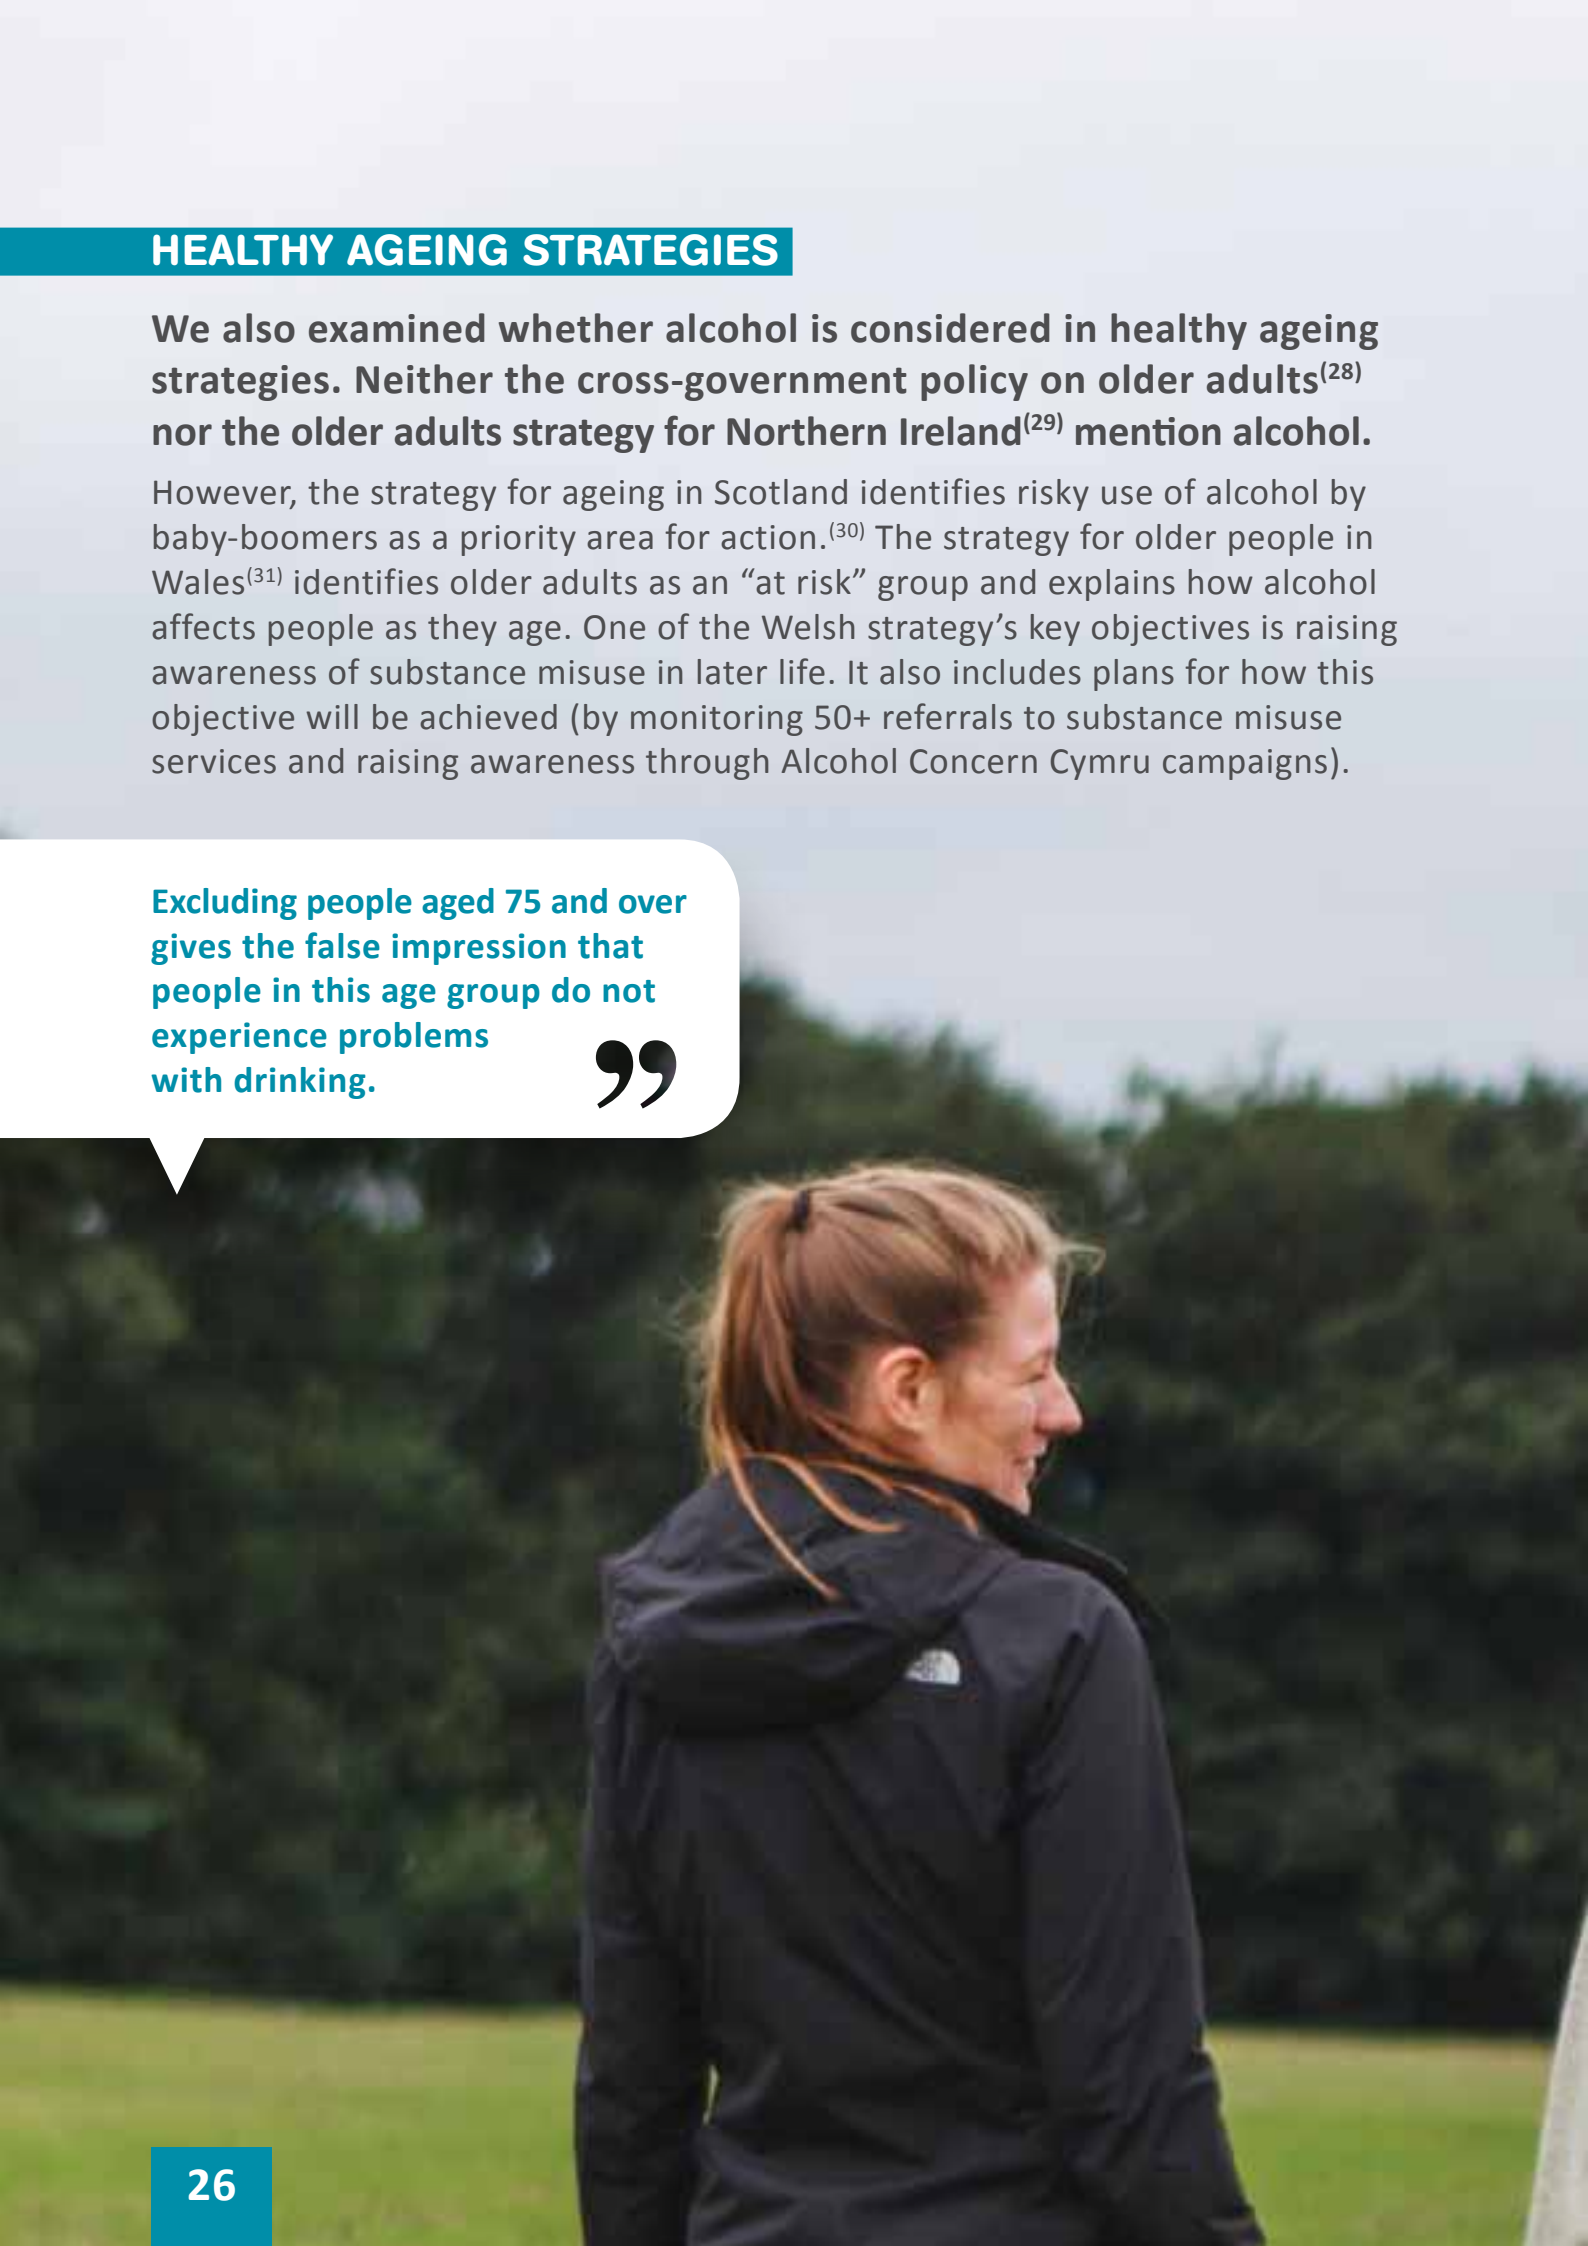 HEALTHY AGEING STRATEGIES
We also examined whether alcohol is considered in healthy ageing
strategies. Neither the cross-government policy on older adults(28)
nor the older adults strategy for Northern Ireland(29) mention alcohol.
However, the strategy for ageing in Scotland identifies risky use of alcohol by
baby-boomers as a priority area for action.(30) The strategy for older people in
Wales(31) identifies older adults as an “at risk” group and explains how alcohol
affects people as they age. One of the Welsh strategy’s key objectives is raising
awareness of substance misuse in later life. It also includes plans for how this
objective will be achieved (by monitoring 50+ referrals to substance misuse
services and raising awareness through Alcohol Concern Cymru campaigns).
Excluding people aged 75 and over
gives the false impression that
people in this age group do not
experience problems
with drinking.
”
26